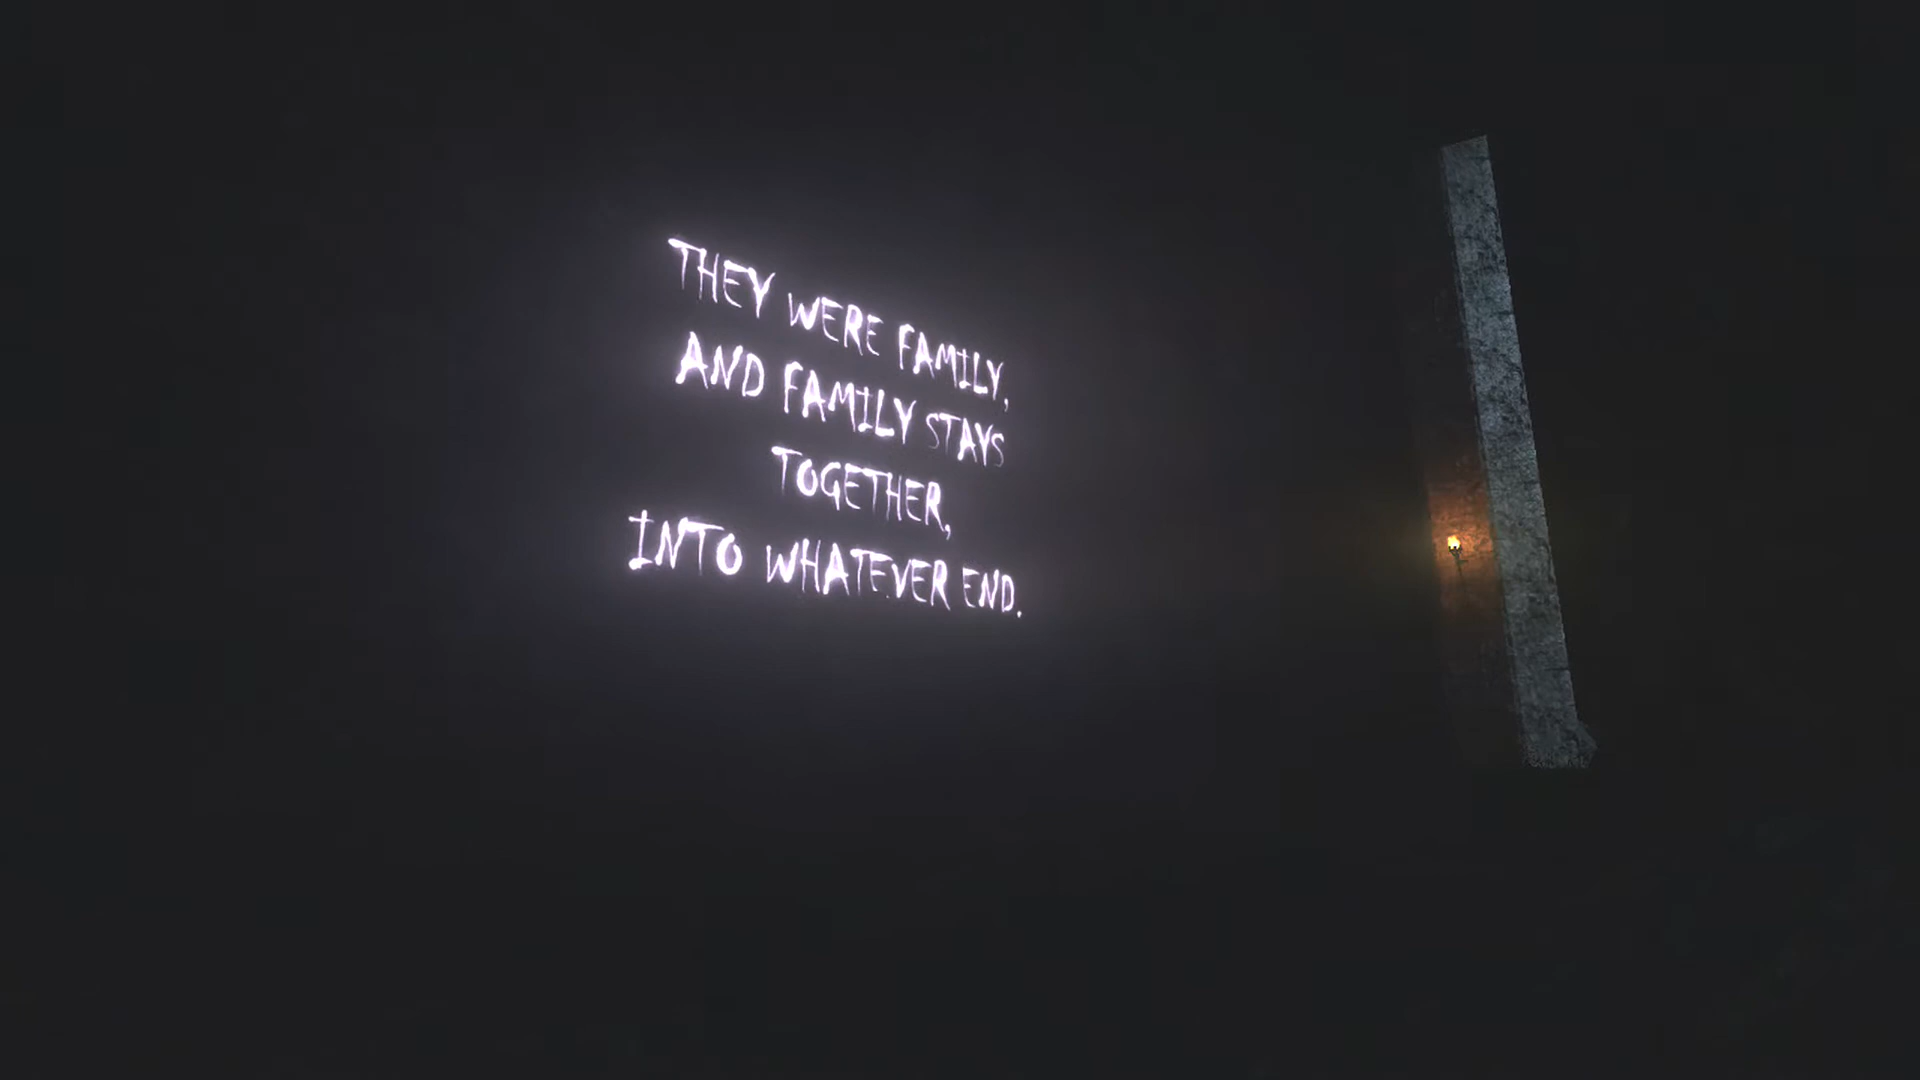 THEY WERE FAMILY,
AND FAMILY STAYS
TOGETHER,
INTO WHATEVER END.